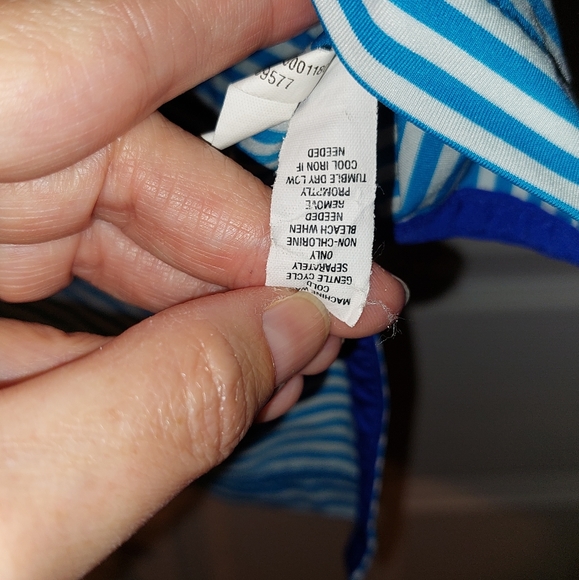 MACHINE
COLD
GENTLE CYCLE
SEPARATELY
ONLY
NON-CHLORINE
BLEACH WHEN
NEEDED
REMOVE
PROMPTLY
TUMBLE DRY LOW
COOL IRON IF
NEEDED
9577